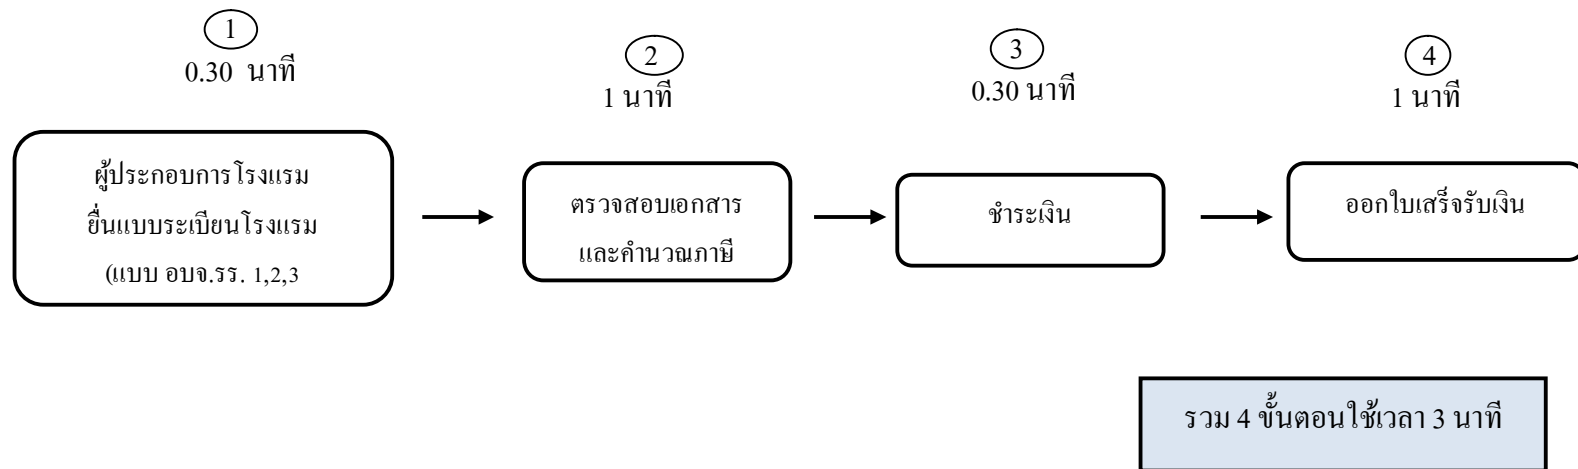 1
0.30 นาที
2
1 นาที
3
0.30 นาที
4
1 นาที
ผู้ประกอบการโรงแรม
ยื่นแบบระเบียนโรงแรม
(แบบ อบจ.รร. 1,2,3
ตรวจสอบเอกสาร
และคำนวณภาษี
ชำระเงิน
ออกใบเสร็จรับเงิน
รวม 4 ขั้นตอนใช้เวลา 3 นาที